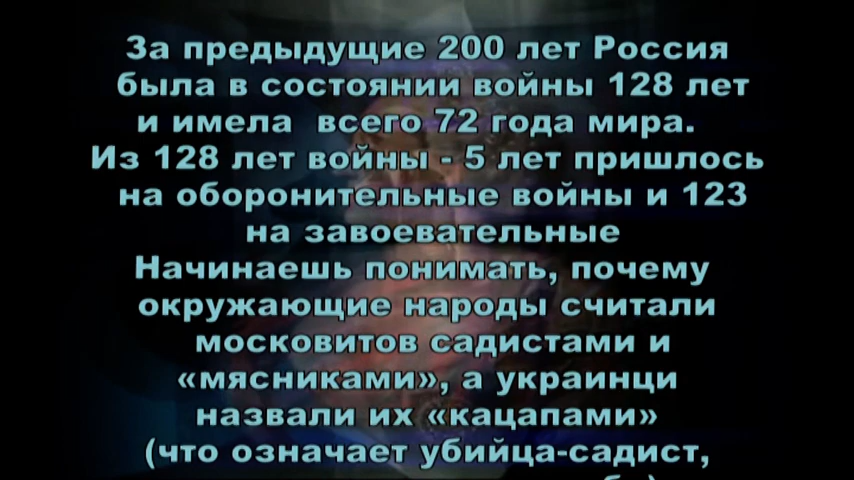 За предыдущие 200 лет Россия
была в состоянии войны 128 лет
и имела всего 72 года мира.
Из 128 лет войны - 5 лет пришлось
на оборонительные войны и 123
на завоевательные
Начинаешь понимать, почему
окружающие народы считали
московитов садистами и
«мясниками», а украинци
назвали их «кацапами»
(что означает убийца-садист,